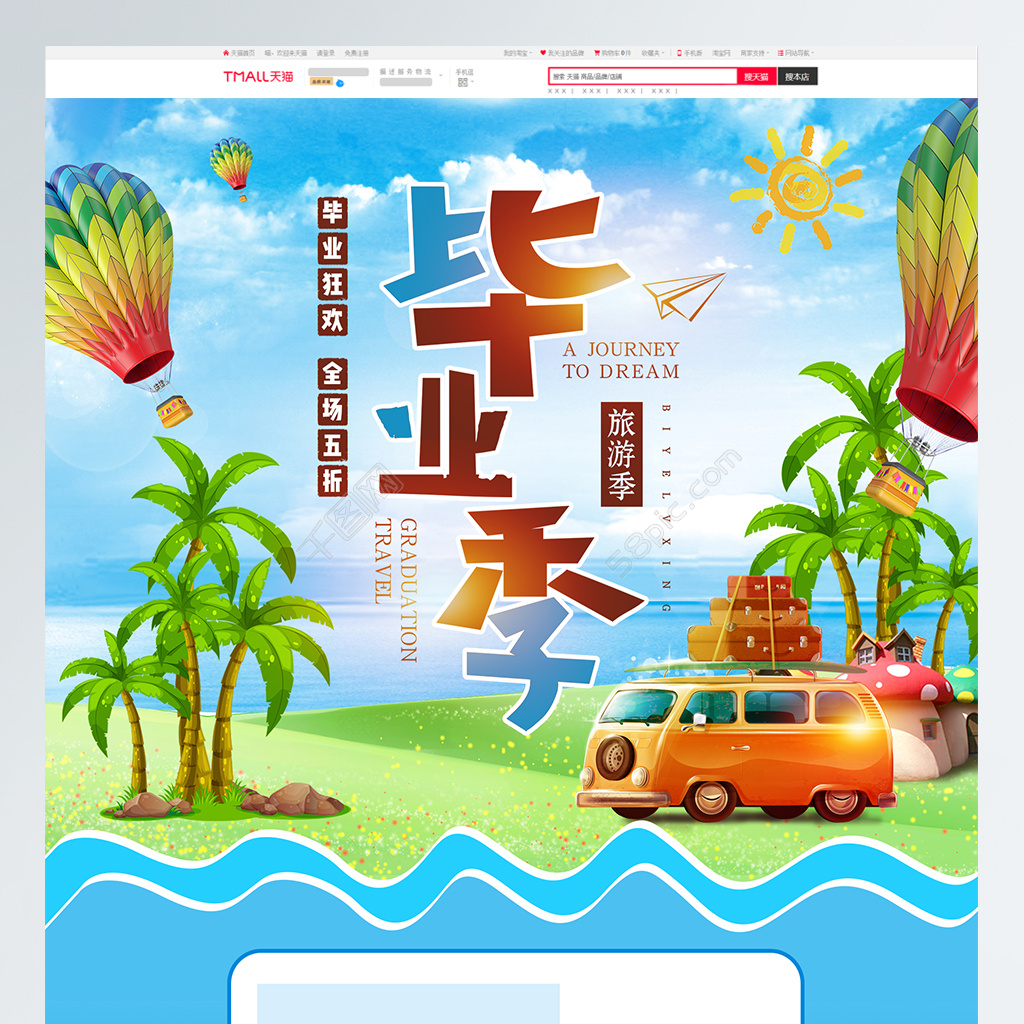 天猫首页 喵,欢迎来天猫 请登录 免费注册 我的淘宝 我关注的品牌 购物车0件 收藏夹 手机版 淘宝网 商家支持 网站导航
TMALL天猫 描述 服务 物流 手机逛 搜索 天猫 商品/品牌/店铺 搜天猫 搜本店
XXX | XXX | XXX | XXX |
毕业狂欢 全场五折
毕业季
A JOURNEY
TO DREAM
旅游季
BIYELVXING
GRADUATION
TRAVEL
千图网
58pic.com